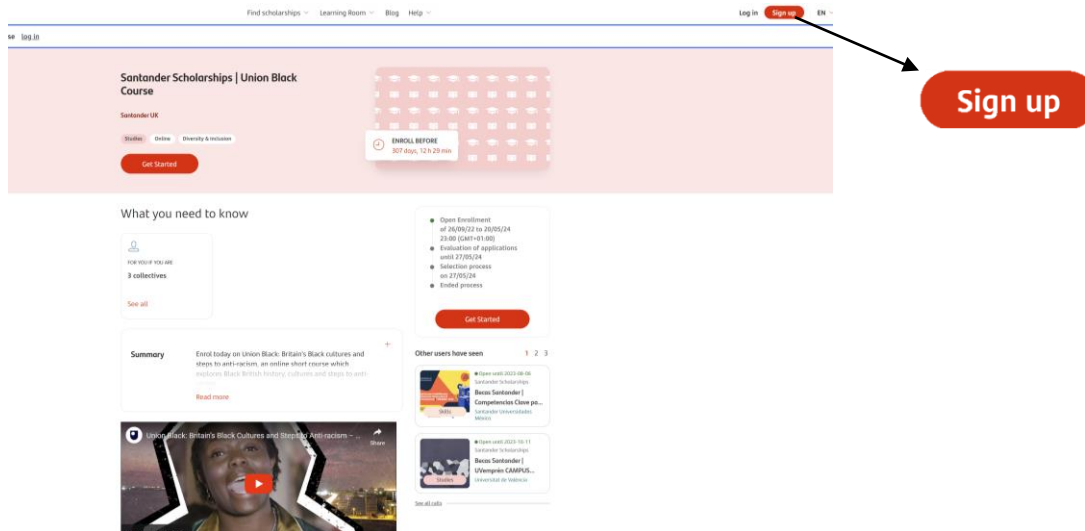 Find scholarships Learning Room Blog Help Log in Sign up EN
se log in
Sign up
Santander Scholarships | Union Black
Course
Santander UK
Studies Online Diversity & Inclusion
Get Started
ENROLL BEFORE
307 days, 12 h 29 min
What you need to know
FOR YOU IF YOU ARE
3 collectives
See all
Open Enrollment
of 26/09/22 to 20/05/24
23:00 (GMT+01:00)
Evaluation of applications
until 27/05/24
Selection process
on 27/05/24
Ended process
Get Started
Summary
Enrol today on Union Black: Britain's Black cultures and
steps to anti-racism, an online short course which
explores Black British history, cultures and steps to anti-
Read more
Union Black: Britain's Black Cultures and Steps to Anti-racism – ...
Share
Other users have seen 1 2 3
Open until 2023-08-08
Santander Scholarships
Becas Santander |
Competencias Clave pa...
Santander Universidades
México
Skills
Open until 2023-10-11
Santander Scholarships
Becas Santander |
UVemprén CAMPUS...
Universitat de València
Studies
See all calls